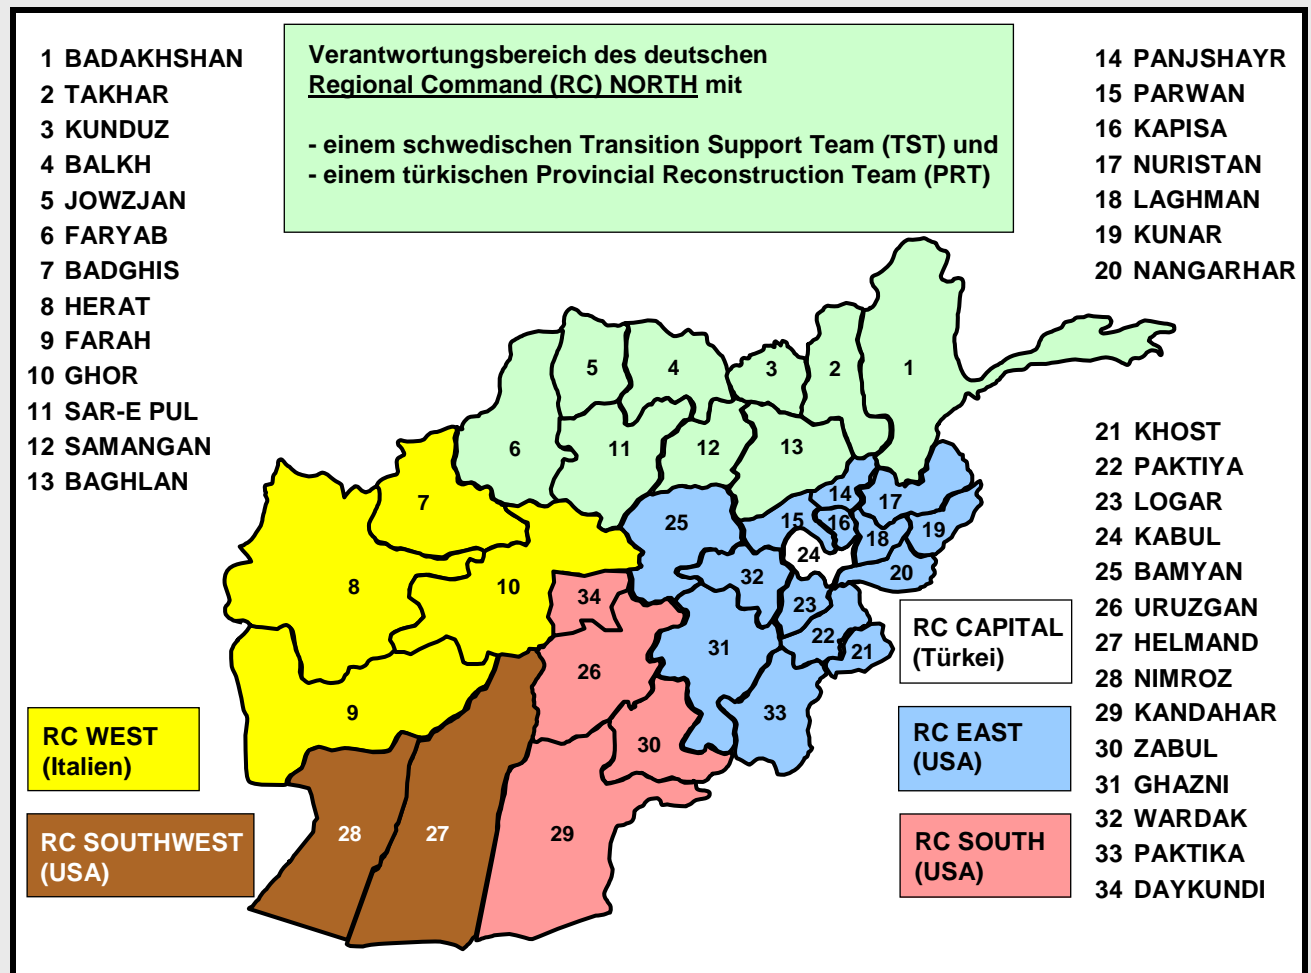 1 BADAKHSHAN
2 TAKHAR
3 KUNDUZ
4 BALKH
5 JOWZJAN
6 FARYAB
7 BADGHIS
8 HERAT
9 FARAH
10 GHOR
11 SAR-E PUL
12 SAMANGAN
13 BAGHLAN
Verantwortungsbereich des deutschen
Regional Command (RC) NORTH mit
- einem schwedischen Transition Support Team (TST) und
- einem türkischen Provincial Reconstruction Team (PRT)
14 PANJSHAYR
15 PARWAN
16 KAPISA
17 NURISTAN
18 LAGHMAN
19 KUNAR
20 NANGARHAR
21 KHOST
22 PAKTIYA
23 LOGAR
24 KABUL
25 BAMYAN
26 URUZGAN
27 HELMAND
28 NIMROZ
29 KANDAHAR
30 ZABUL
31 GHAZNI
32 WARDAK
33 PAKTIKA
34 DAYKUNDI
5
4
3
2
1
6
11
12
13
7
25
14
15
16
17
18
19
24
20
8
10
34
32
23
22
21
31
26
9
33
30
28
27
29
RC WEST
(Italien)
RC SOUTHWEST
(USA)
RC CAPITAL
(Türkei)
RC EAST
(USA)
RC SOUTH
(USA)